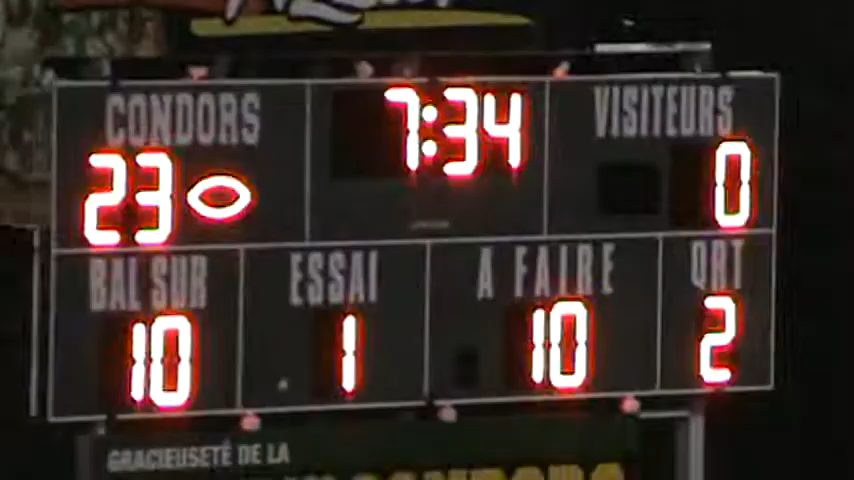 CONDORS 7:34 VISITEURS
23 0
BAL SUR ESSAI A FAIRE QRT
10 1 10 2
GRACIEUSETÉ DE LA